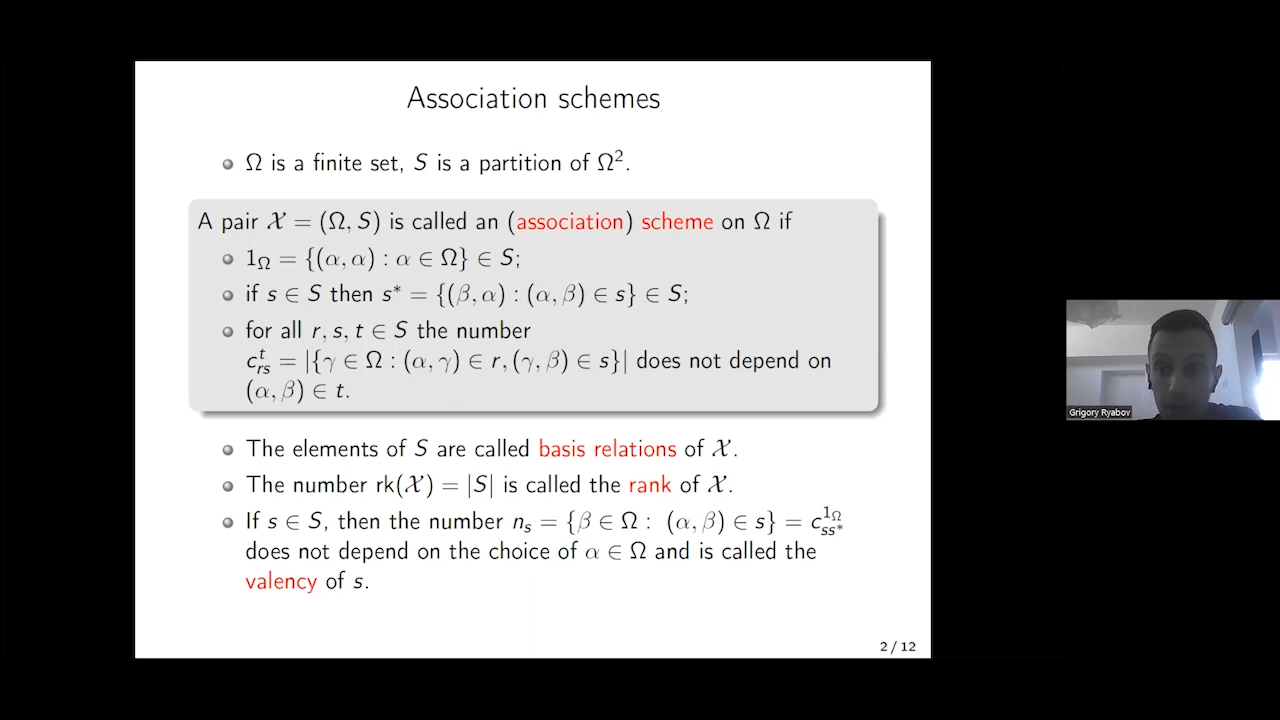 Association schemes
Ω is a finite set, S is a partition of Ω².
A pair 𝒳 = (Ω, S) is called an (association) scheme on Ω if
1_Ω = {(α, α) : α ∈ Ω} ∈ S;
if s ∈ S then s* = {(β, α) : (α, β) ∈ s} ∈ S;
for all r, s, t ∈ S the number
c_{rs}^t = |{γ ∈ Ω : (α, γ) ∈ r, (γ, β) ∈ s}| does not depend on
(α, β) ∈ t.
The elements of S are called basis relations of 𝒳.
The number rk(𝒳) = |S| is called the rank of 𝒳.
If s ∈ S, then the number n_s = {β ∈ Ω : (α, β) ∈ s} = c_{ss*}^{1_Ω}
does not depend on the choice of α ∈ Ω and is called the
valency of s.
2 / 12
Grigory Ryabov